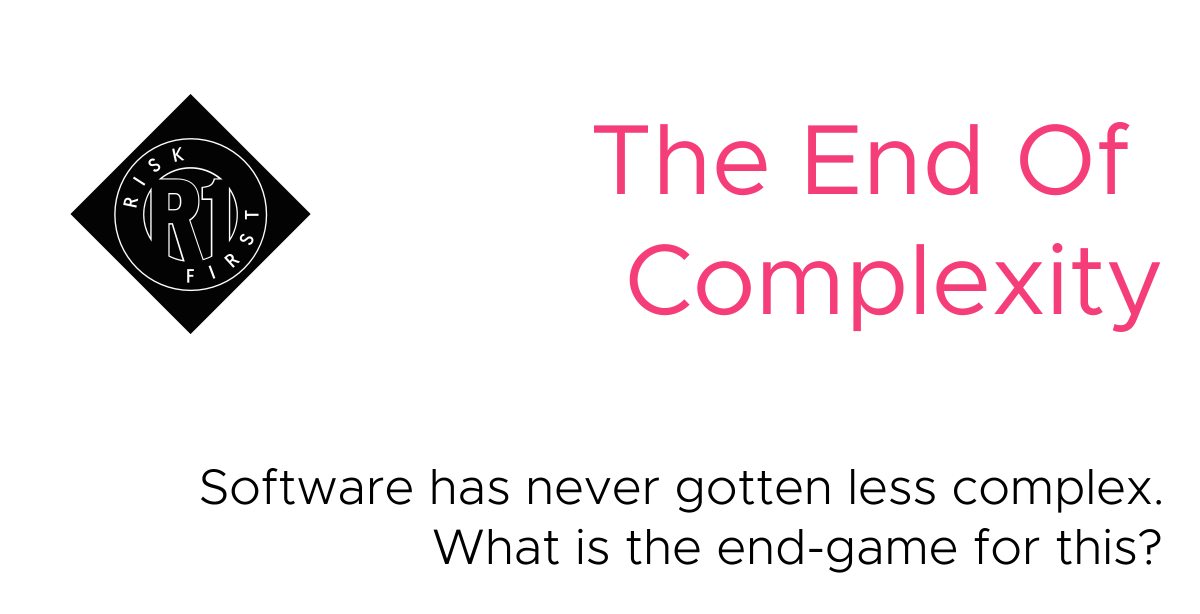 RISK
R1
FIRST
The End Of
Complexity
Software has never gotten less complex.
What is the end-game for this?